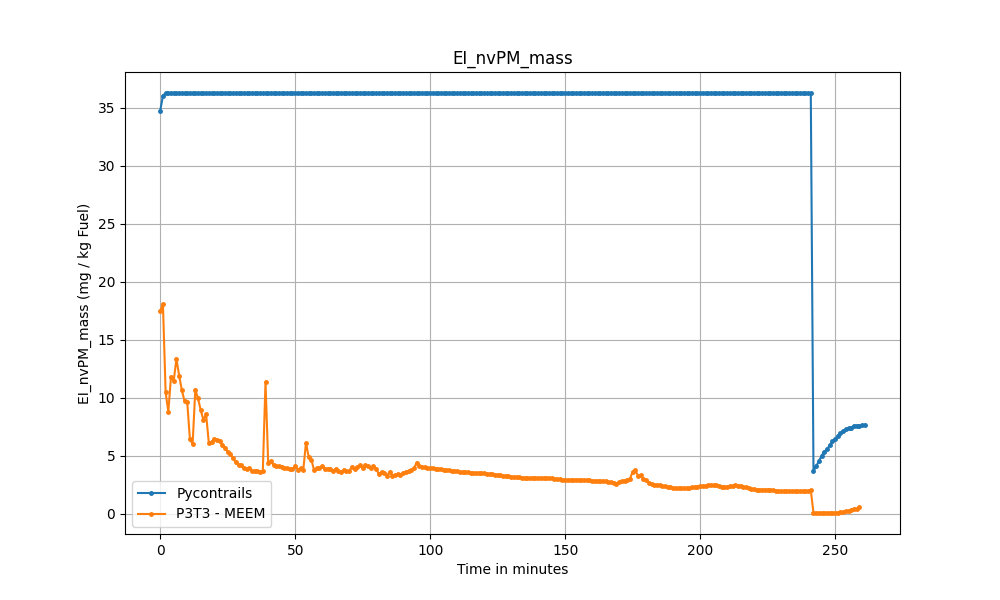 EI_nvPM_mass
EI_nvPM_mass (mg / kg Fuel)
35
30
25
20
15
10
5
0
Pycontrails
P3T3 - MEEM
0 50 100 150 200 250
Time in minutes